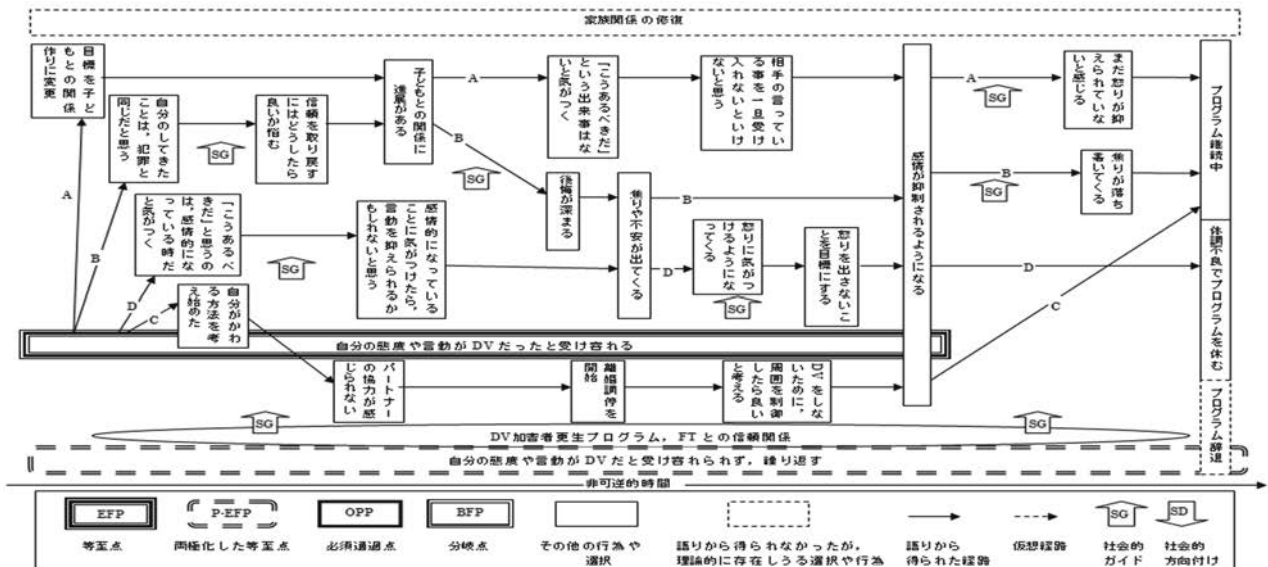 家族関係の修復
目標を子ど
もとの関係
作りに変更
自分のしてきた
ことは，犯罪と
同じだと思う
信頼を取り戻す
にはどうしたら
良いか悩む
子どもとの関係に
進展がある
「こうあるべきだ」
という出来事はな
いと気がつく
相手の言ってい
る事を一旦受け
入れないといけ
ないと思う
まだ怒りが抑
えられていな
いと感じる
A
B
D
C
「こうあるべ
きだ」と思うの
は，感情的にな
っている時だ
と気がつく
感情的になっている
ことに気がつけたら，
言動を抑えられるか
もしれないと思う
後悔が深まる
焦りや不安が出てくる
怒りに気がつ
けるようにな
ってくる
怒りを出さないこ
とを目標にする
焦りが落ち
着いてくる
感情が抑制されるようになる
A
B
B
D
A
B
D
C
SG
SG
SG
SG
SG
SG
SG
SG
自分がかわ
る方法を考
え始めた
自分の態度や言動が DV だったと受け容れる
パートナー
の協力が感
じられない
離婚調停を
開始
DV をしな
いために，
周囲を制御
したら良い
と考える
プログラム継続中
体調不良でプログラムを休む
プログラム辞退
DV加害者更生プログラム，FT との信頼関係
自分の態度や言動が DV だと受け容れられず，繰り返す
非可逆的時間
EFP
P-EFP
OPP
BFP
SG
SD
等至点
両極化した等至点
必須通過点
分岐点
その他の行為や
選択
語りから得られなかったが，
理論的に存在しうる選択や行為
語りから
得られた経路
仮想経路
社会的
ガイド
社会的
方向付け